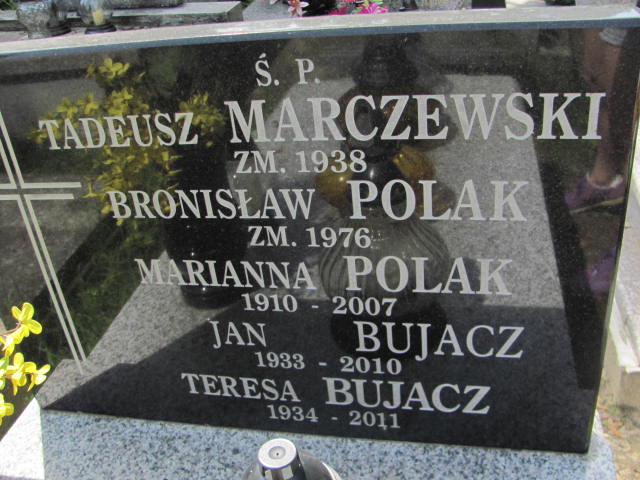 Ś. P.
TADEUSZ MARCZEWSKI
ZM. 1938
BRONISŁAW POLAK
ZM. 1976
MARIANNA POLAK
1910 - 2007
JAN BUJACZ
1933 - 2010
TERESA BUJACZ
1934 - 2011